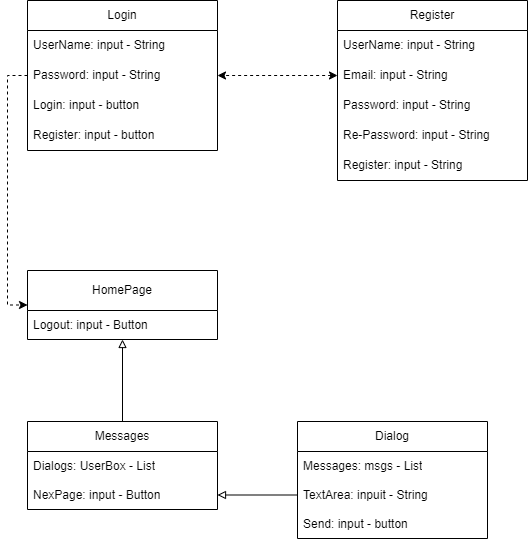 Login
UserName: input - String
Password: input - String
Login: input - button
Register: input - button
Register
UserName: input - String
Email: input - String
Password: input - String
Re-Password: input - String
Register: input - String
HomePage
Logout: input - Button
Messages
Dialogs: UserBox - List
NexPage: input - Button
Dialog
Messages: msgs - List
TextArea: inpuit - String
Send: input - button